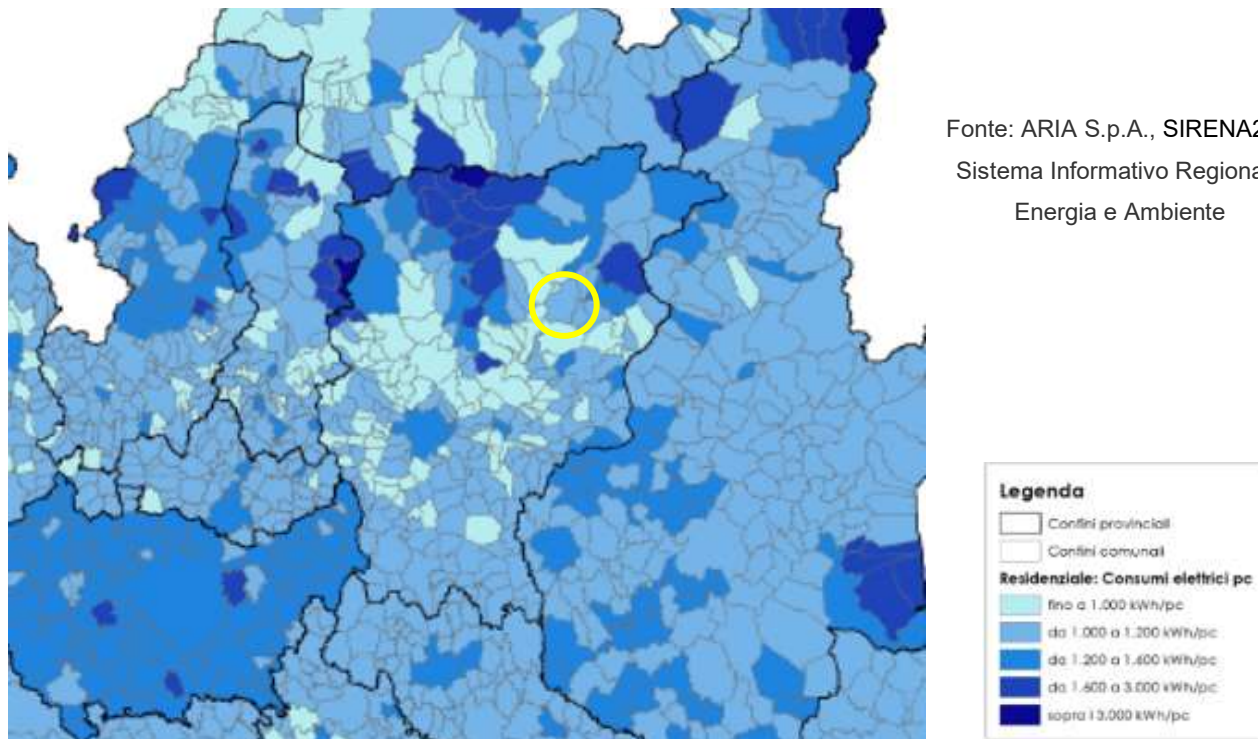 Fonte: ARIA S.p.A., SIRENA2
Sistema Informativo Regiona
Energia e Ambiente
Legenda
Confini provinciali
Confini comunali
Residenziale: Consumi elettrici pc
fino a 1.000 kWh/pc
da 1.000 a 1.200 kWh/pc
da 1.200 a 1.600 kWh/pc
da 1.600 a 3.000 kWh/pc
sopra i 3.000 kWh/pc